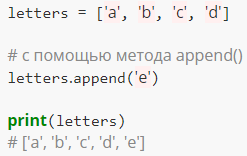 letters = ['a', 'b', 'c', 'd']
# с помощью метода append()
letters.append('e')
print(letters)
# ['a', 'b', 'c', 'd', 'e']